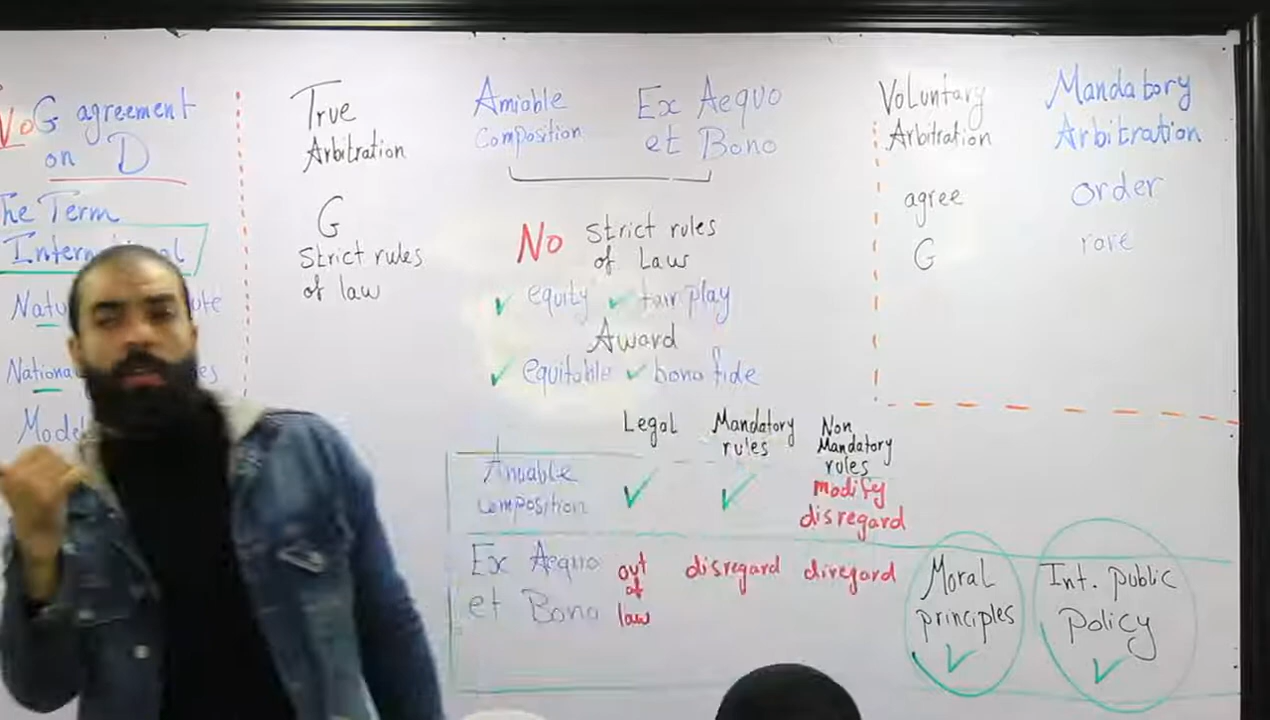 VoG agreement
on D
The Term
International
National
True
Arbitration
G
Strict rules
of law
Amiable
Composition
Ex Aequo
et Bono
No strict rules
of Law
✓ equity ✓ fair play
Award
✓ equitable ✓ bona fide
Voluntary
Arbitration
agree
G
Mandatory
Arbitration
order
rare
Legal
Mandatory
rules
Non
Mandatory
rules
Amiable
composition
✓
✓
modify
disregard
Ex Aequo
et Bono
out
of
law
disregard
diregard
Moral
principles
✓
Int. public
Policy
✓